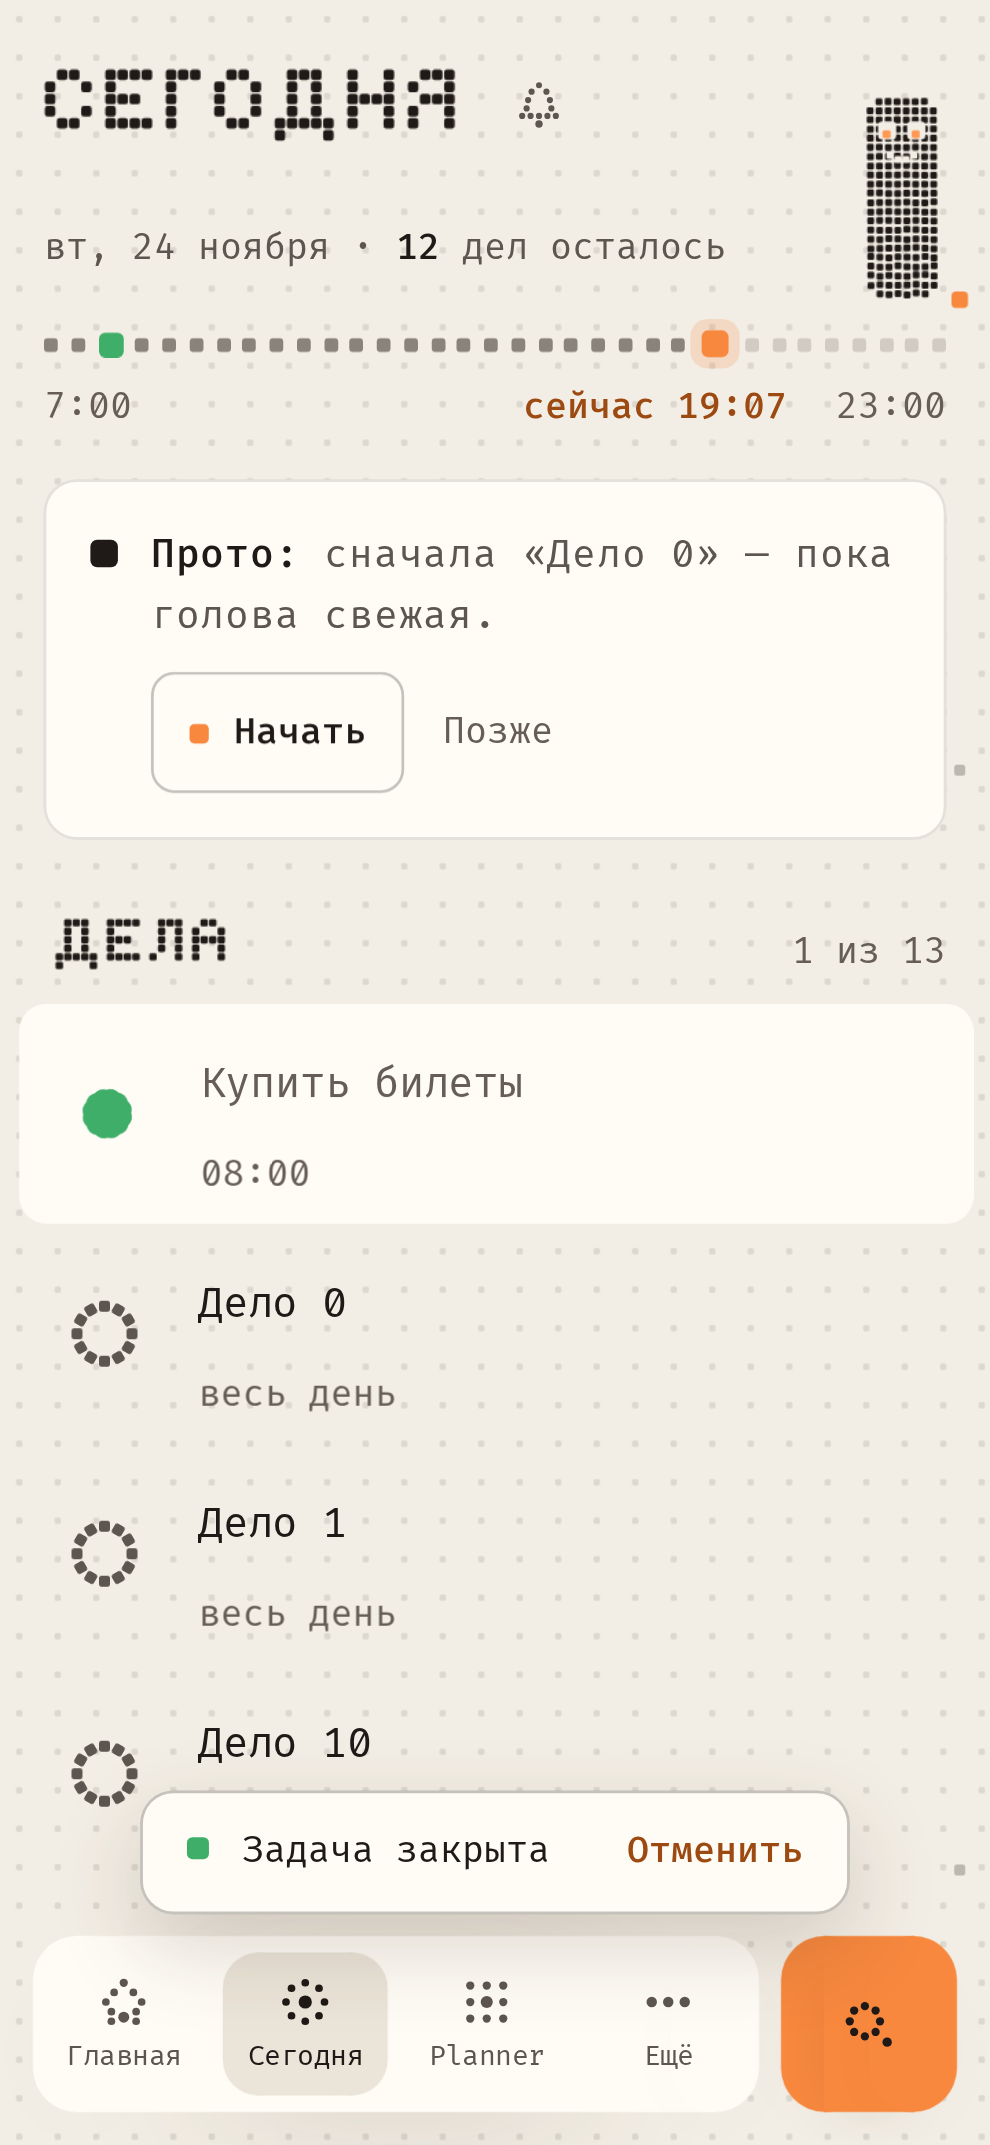 СЕГОДНЯ
вт, 24 ноября · 12 дел осталось
7:00 сейчас 19:07 23:00
Прото: сначала «Дело 0» — пока
голова свежая.
Начать Позже
ДЕЛА 1 из 13
Купить билеты
08:00
Дело 0
весь день
Дело 1
весь день
Дело 10
Задача закрыта Отменить
Главная Сегодня Planner Ещё